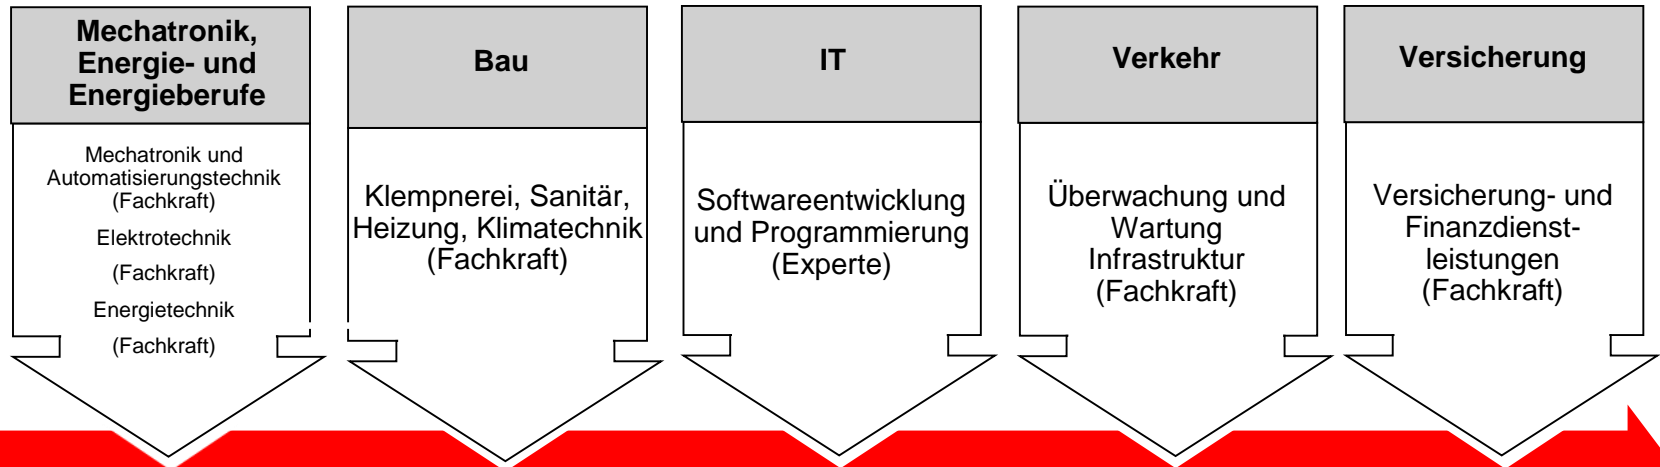 Mechatronik,
Energie- und
Energieberufe
Mechatronik und
Automatisierungstechnik
(Fachkraft)
Elektrotechnik
(Fachkraft)
Energietechnik
(Fachkraft)
Bau
Klempnerei, Sanitär,
Heizung, Klimatechnik
(Fachkraft)
IT
Softwareentwicklung
und Programmierung
(Experte)
Verkehr
Überwachung und
Wartung
Infrastruktur
(Fachkraft)
Versicherung
Versicherung- und
Finanzdienst-
leistungen
(Fachkraft)